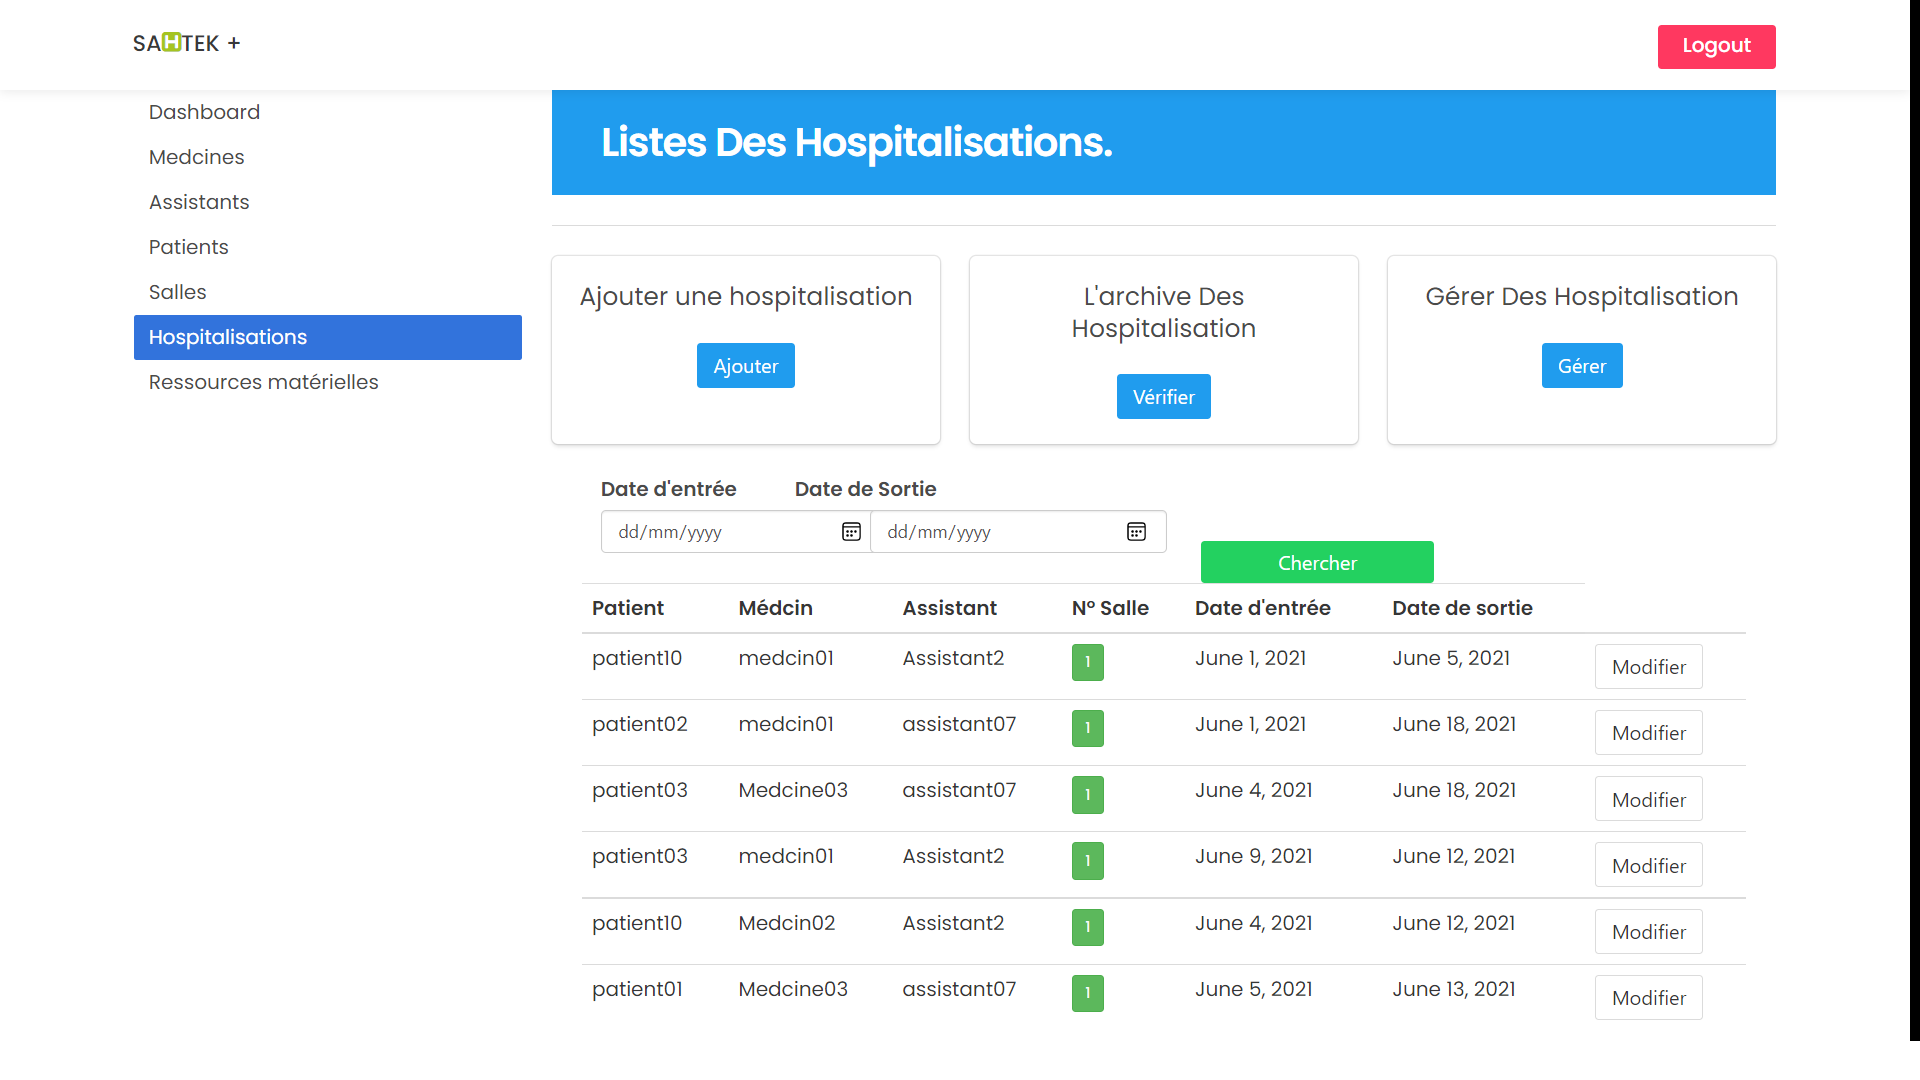 SAHTEK +
Logout
Dashboard
Medcines
Assistants
Patients
Salles
Hospitalisations
Ressources matérielles
Listes Des Hospitalisations.
Ajouter une hospitalisation
Ajouter
L'archive Des
Hospitalisation
Vérifier
Gérer Des Hospitalisation
Gérer
Date d'entrée Date de Sortie
dd/mm/yyyy dd/mm/yyyy
Chercher
Patient Médcin Assistant N° Salle Date d'entrée Date de sortie
patient10 medcin01 Assistant2 1 June 1, 2021 June 5, 2021 Modifier
patient02 medcin01 assistant07 1 June 1, 2021 June 18, 2021 Modifier
patient03 Medcine03 assistant07 1 June 4, 2021 June 18, 2021 Modifier
patient03 medcin01 Assistant2 1 June 9, 2021 June 12, 2021 Modifier
patient10 Medcin02 Assistant2 1 June 4, 2021 June 12, 2021 Modifier
patient01 Medcine03 assistant07 1 June 5, 2021 June 13, 2021 Modifier